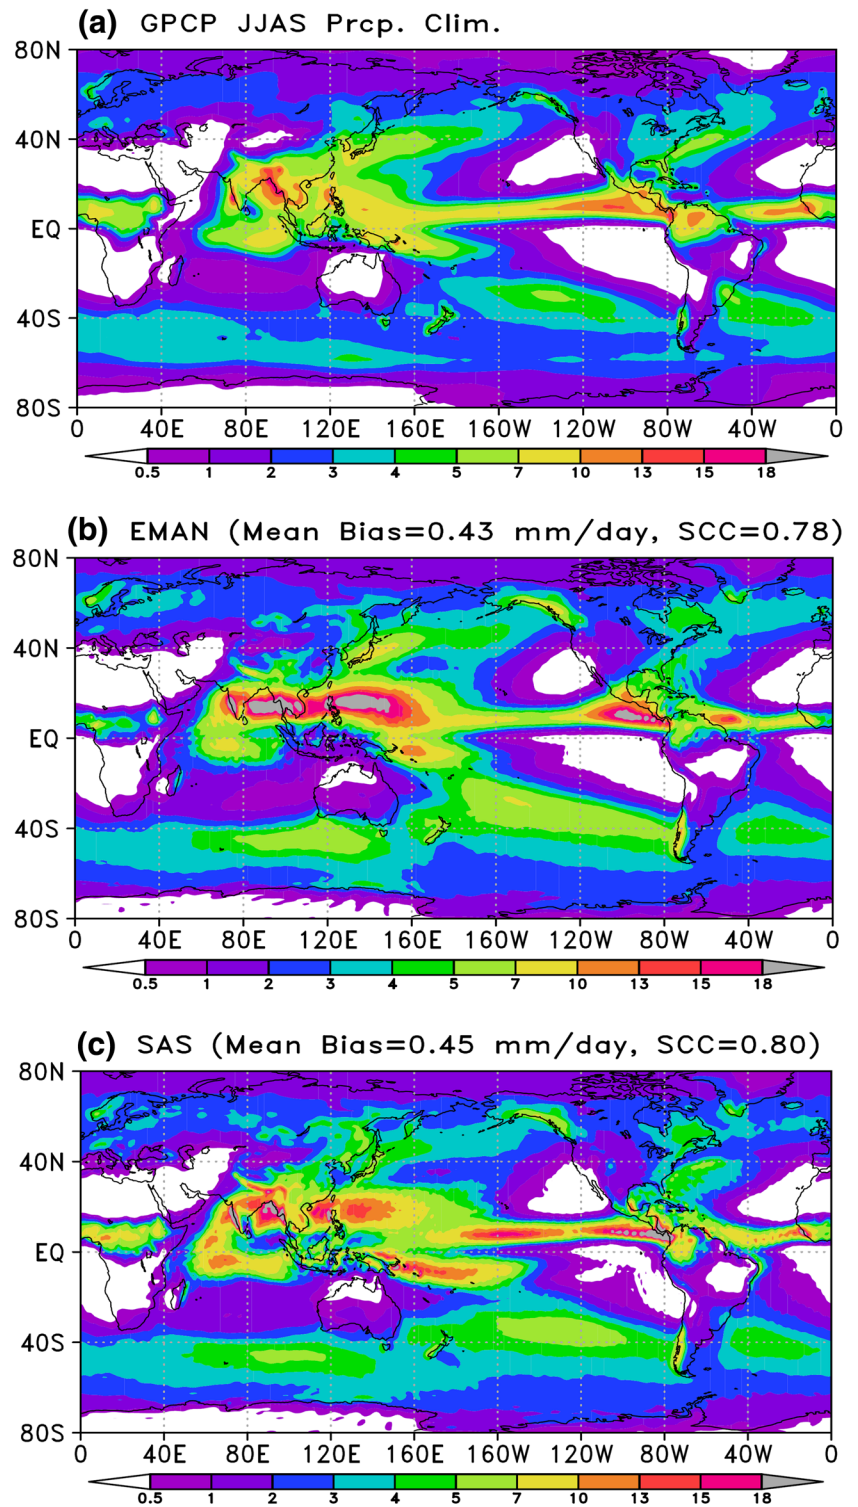 (a) GPCP JJAS Prcp. Clim.
80N
40N
EQ
40S
80S
0 40E 80E 120E 160E 160W 120W 80W 40W 0
0.5 1 2 3 4 5 7 10 13 15 18
(b) EMAN (Mean Bias=0.43 mm/day, SCC=0.78)
80N
40N
EQ
40S
80S
0 40E 80E 120E 160E 160W 120W 80W 40W 0
0.5 1 2 3 4 5 7 10 13 15 18
(c) SAS (Mean Bias=0.45 mm/day, SCC=0.80)
80N
40N
EQ
40S
80S
0 40E 80E 120E 160E 160W 120W 80W 40W 0
0.5 1 2 3 4 5 7 10 13 15 18